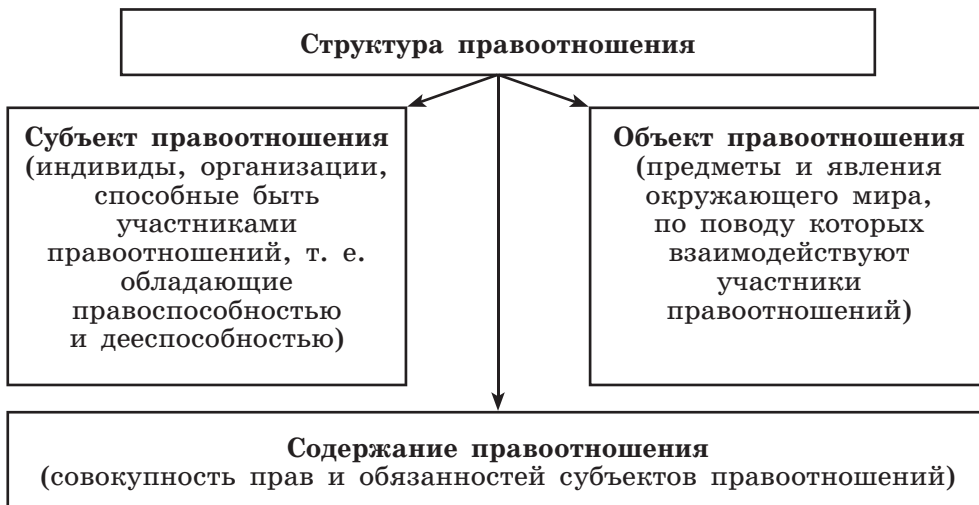 Структура правоотношения
Субъект правоотношения
(индивиды, организации,
способные быть
участниками
правоотношений, т. е.
обладающие
правоспособностью
и дееспособностью)
Объект правоотношения
(предметы и явления
окружающего мира,
по поводу которых
взаимодействуют
участники
правоотношений)
Содержание правоотношения
(совокупность прав и обязанностей субъектов правоотношений)